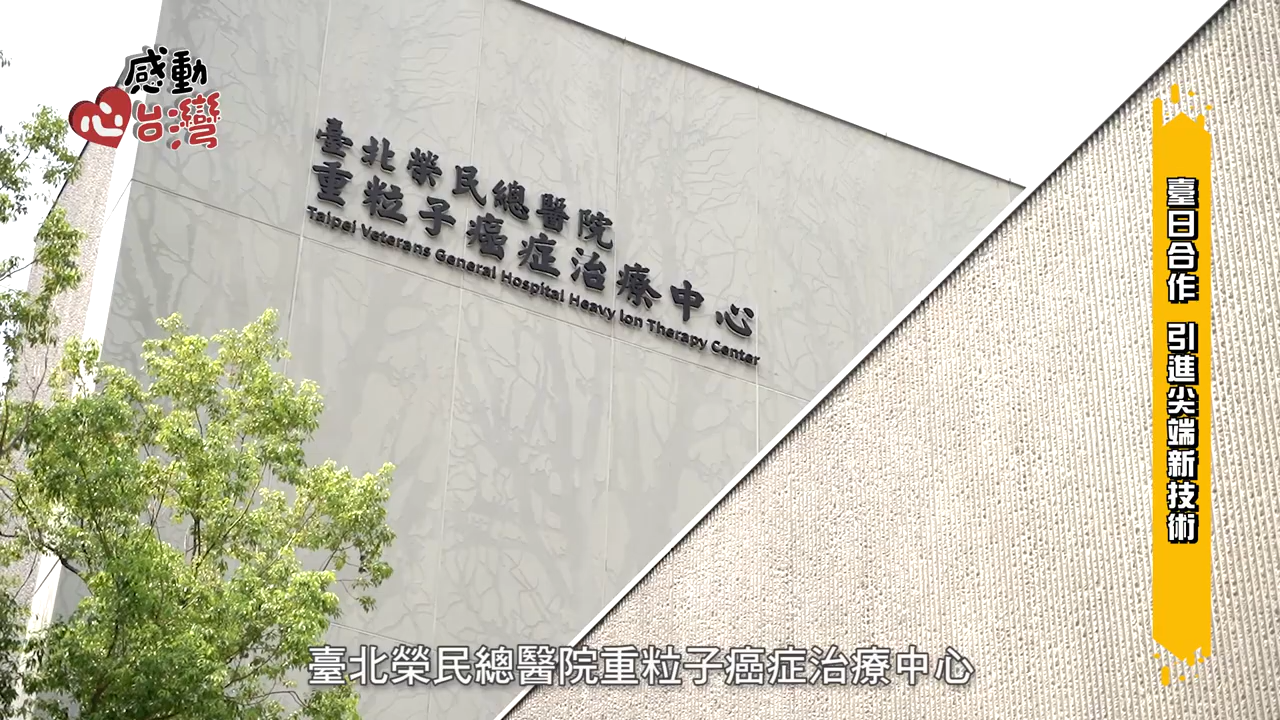 感動
心台灣
臺北榮民總醫院
重粒子癌症治療中心
Taipei Veterans General Hospital Heavy Ion Therapy Center
臺日合作 引進尖端新技術
臺北榮民總醫院重粒子癌症治療中心